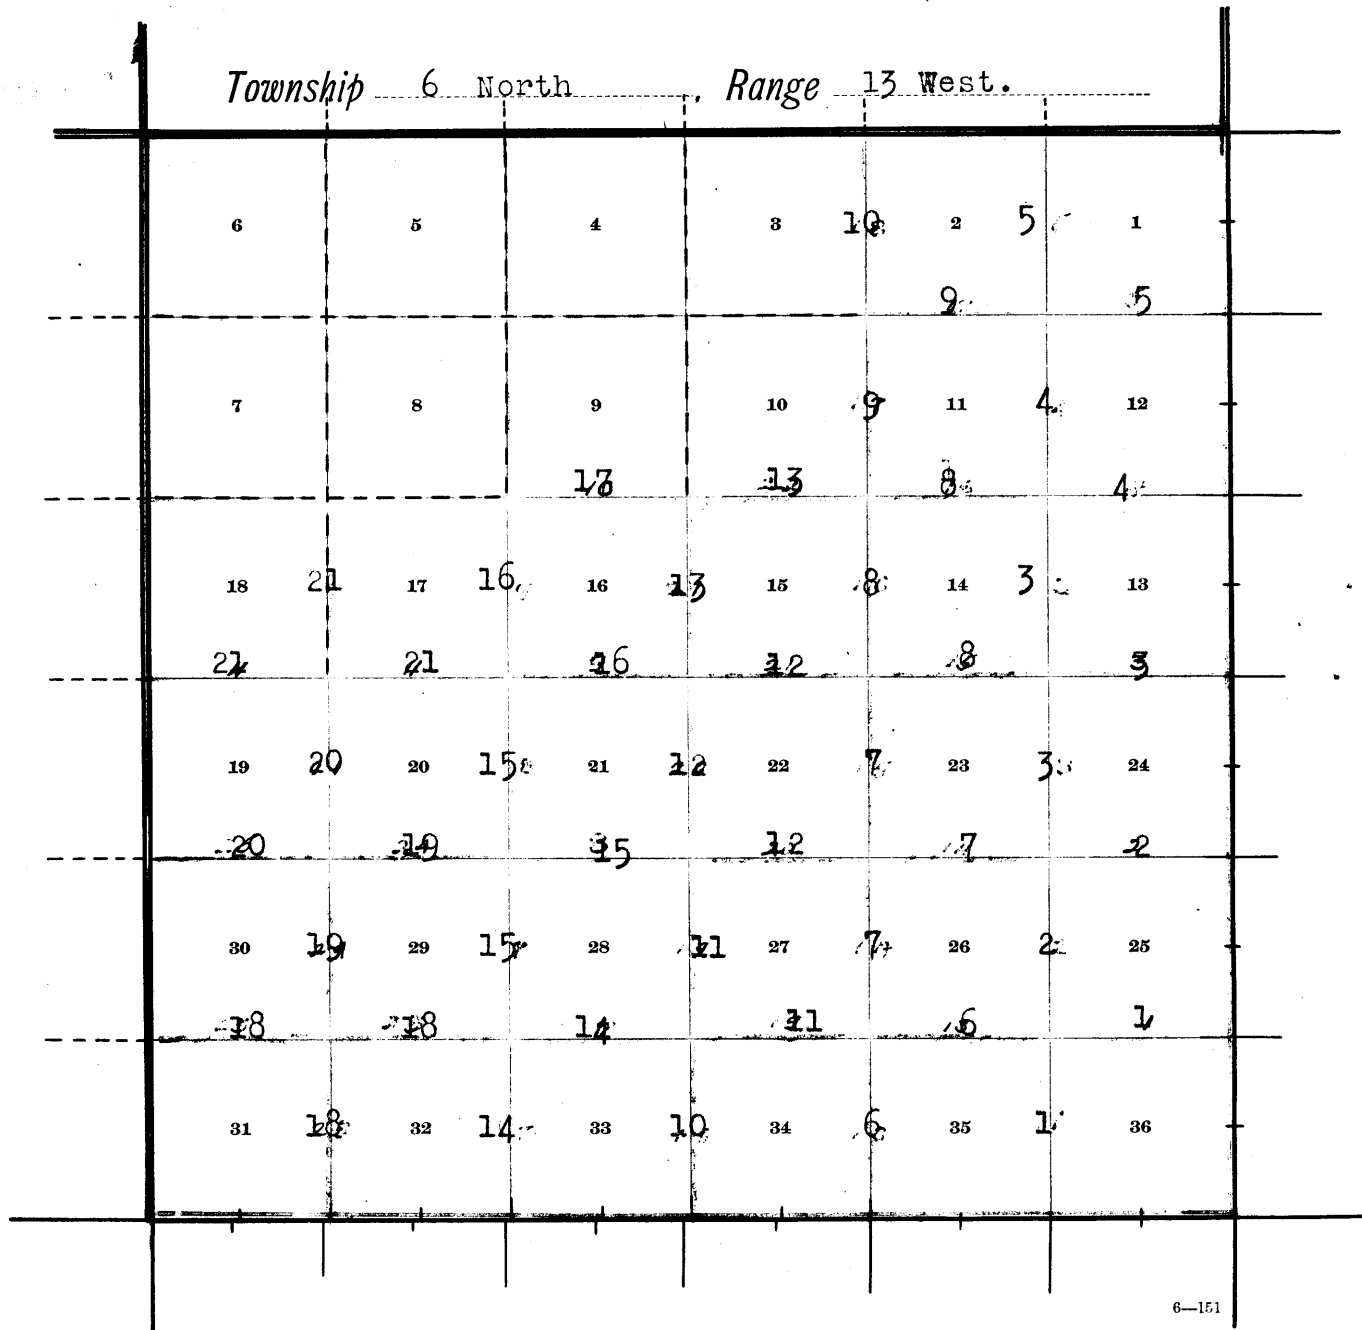 Township 6 North, Range 13 West.
6 5 4 3 10 2 5 1
9 5
7 8 9 10 9 11 4 12
13 8 4
18 21 17 16 16 13 15 8 14 3 13
21 21 16 12 8 3
19 20 20 15 21 12 22 7 23 3 24
20 19 15 12 7 2
30 19 29 15 28 11 27 7 26 2 25
18 18 14 11 6 1
31 18 32 14 33 10 34 6 35 1 36
6—151